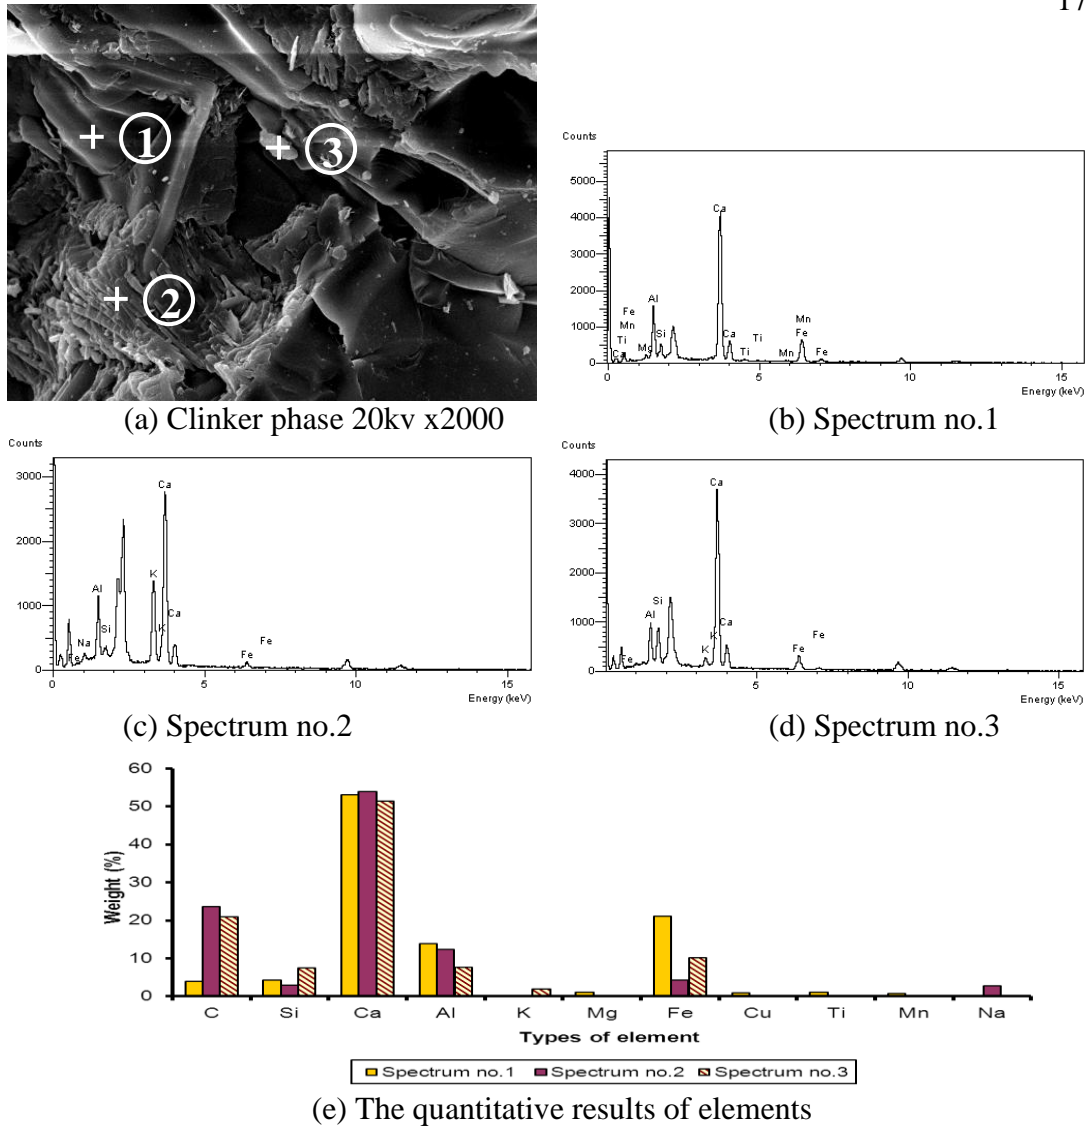 17
1
3
2
(a) Clinker phase 20kv x2000
Counts
5000
4000
3000
2000
1000
0
Ca
Al
Fe
Mn
Ti
Ca
Mg
Si
Ca
Ti
Ti
Mn
Mn
Fe
Fe
0
5
10
15
Energy (keV)
(b) Spectrum no.1
Counts
3000
2000
1000
0
Ca
K
Al
Ca
Na
Si
K
Fe
Fe
Fe
0
5
10
15
Energy (keV)
(c) Spectrum no.2
Counts
4000
3000
2000
1000
0
Ca
Si
Al
Ca
K
K
Fe
Fe
Fe
5
10
15
Energy (keV)
(d) Spectrum no.3
60
50
40
30
20
10
0
Weight (%)
C Si Ca Al K Mg Fe Cu Ti Mn Na
Types of element
Spectrum no.1 Spectrum no.2 Spectrum no.3
(e) The quantitative results of elements